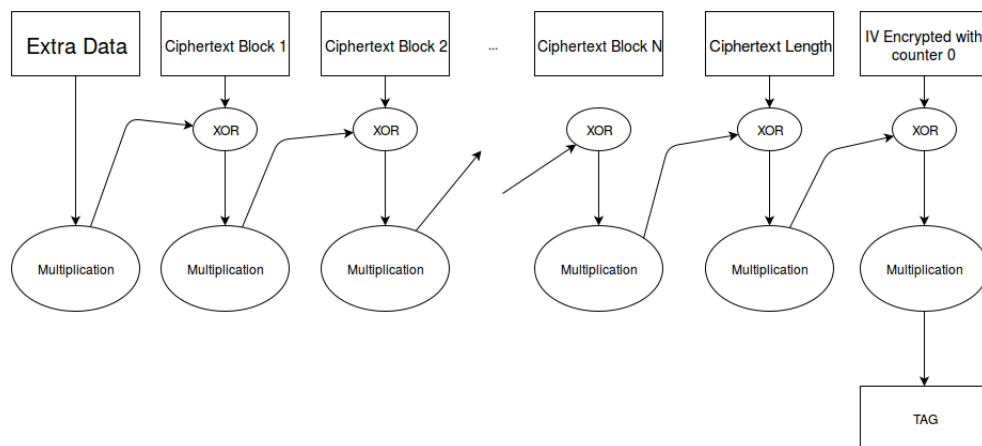 Extra Data
Ciphertext Block 1
Ciphertext Block 2
...
Ciphertext Block N
Ciphertext Length
IV Encrypted with
counter 0
XOR
XOR
XOR
XOR
XOR
Multiplication
Multiplication
Multiplication
Multiplication
Multiplication
Multiplication
TAG